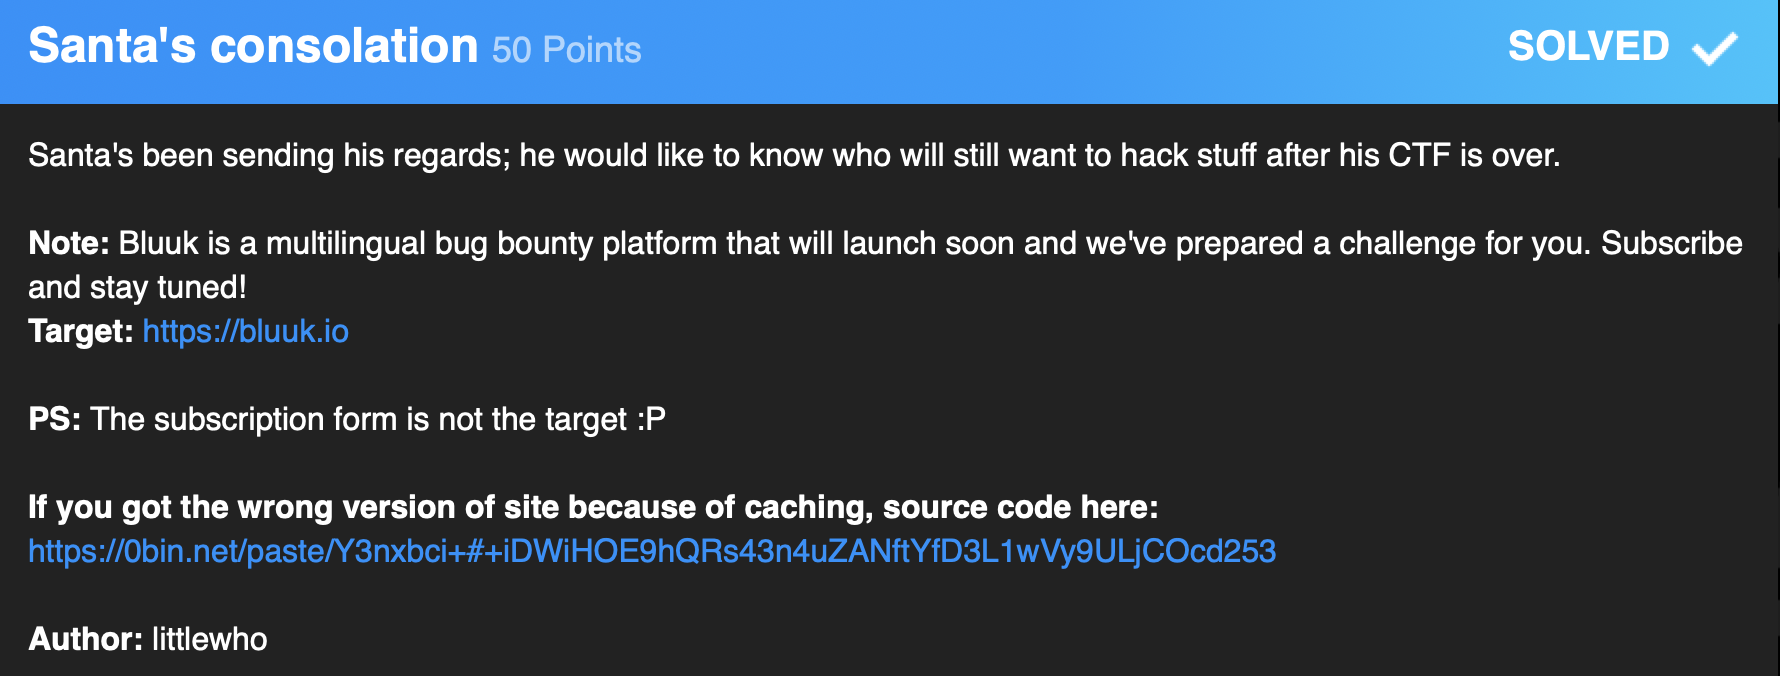 Santa's consolation 50 Points
SOLVED
Santa's been sending his regards; he would like to know who will still want to hack stuff after his CTF is over.
Note: Bluuk is a multilingual bug bounty platform that will launch soon and we've prepared a challenge for you. Subscribe
and stay tuned!
Target: https://bluuk.io
PS: The subscription form is not the target :P
If you got the wrong version of site because of caching, source code here:
https://0bin.net/paste/Y3nxbci+#+iDWiHOE9hQRs43n4uZANftYfD3L1wVy9ULjCOcd253
Author: littlewho